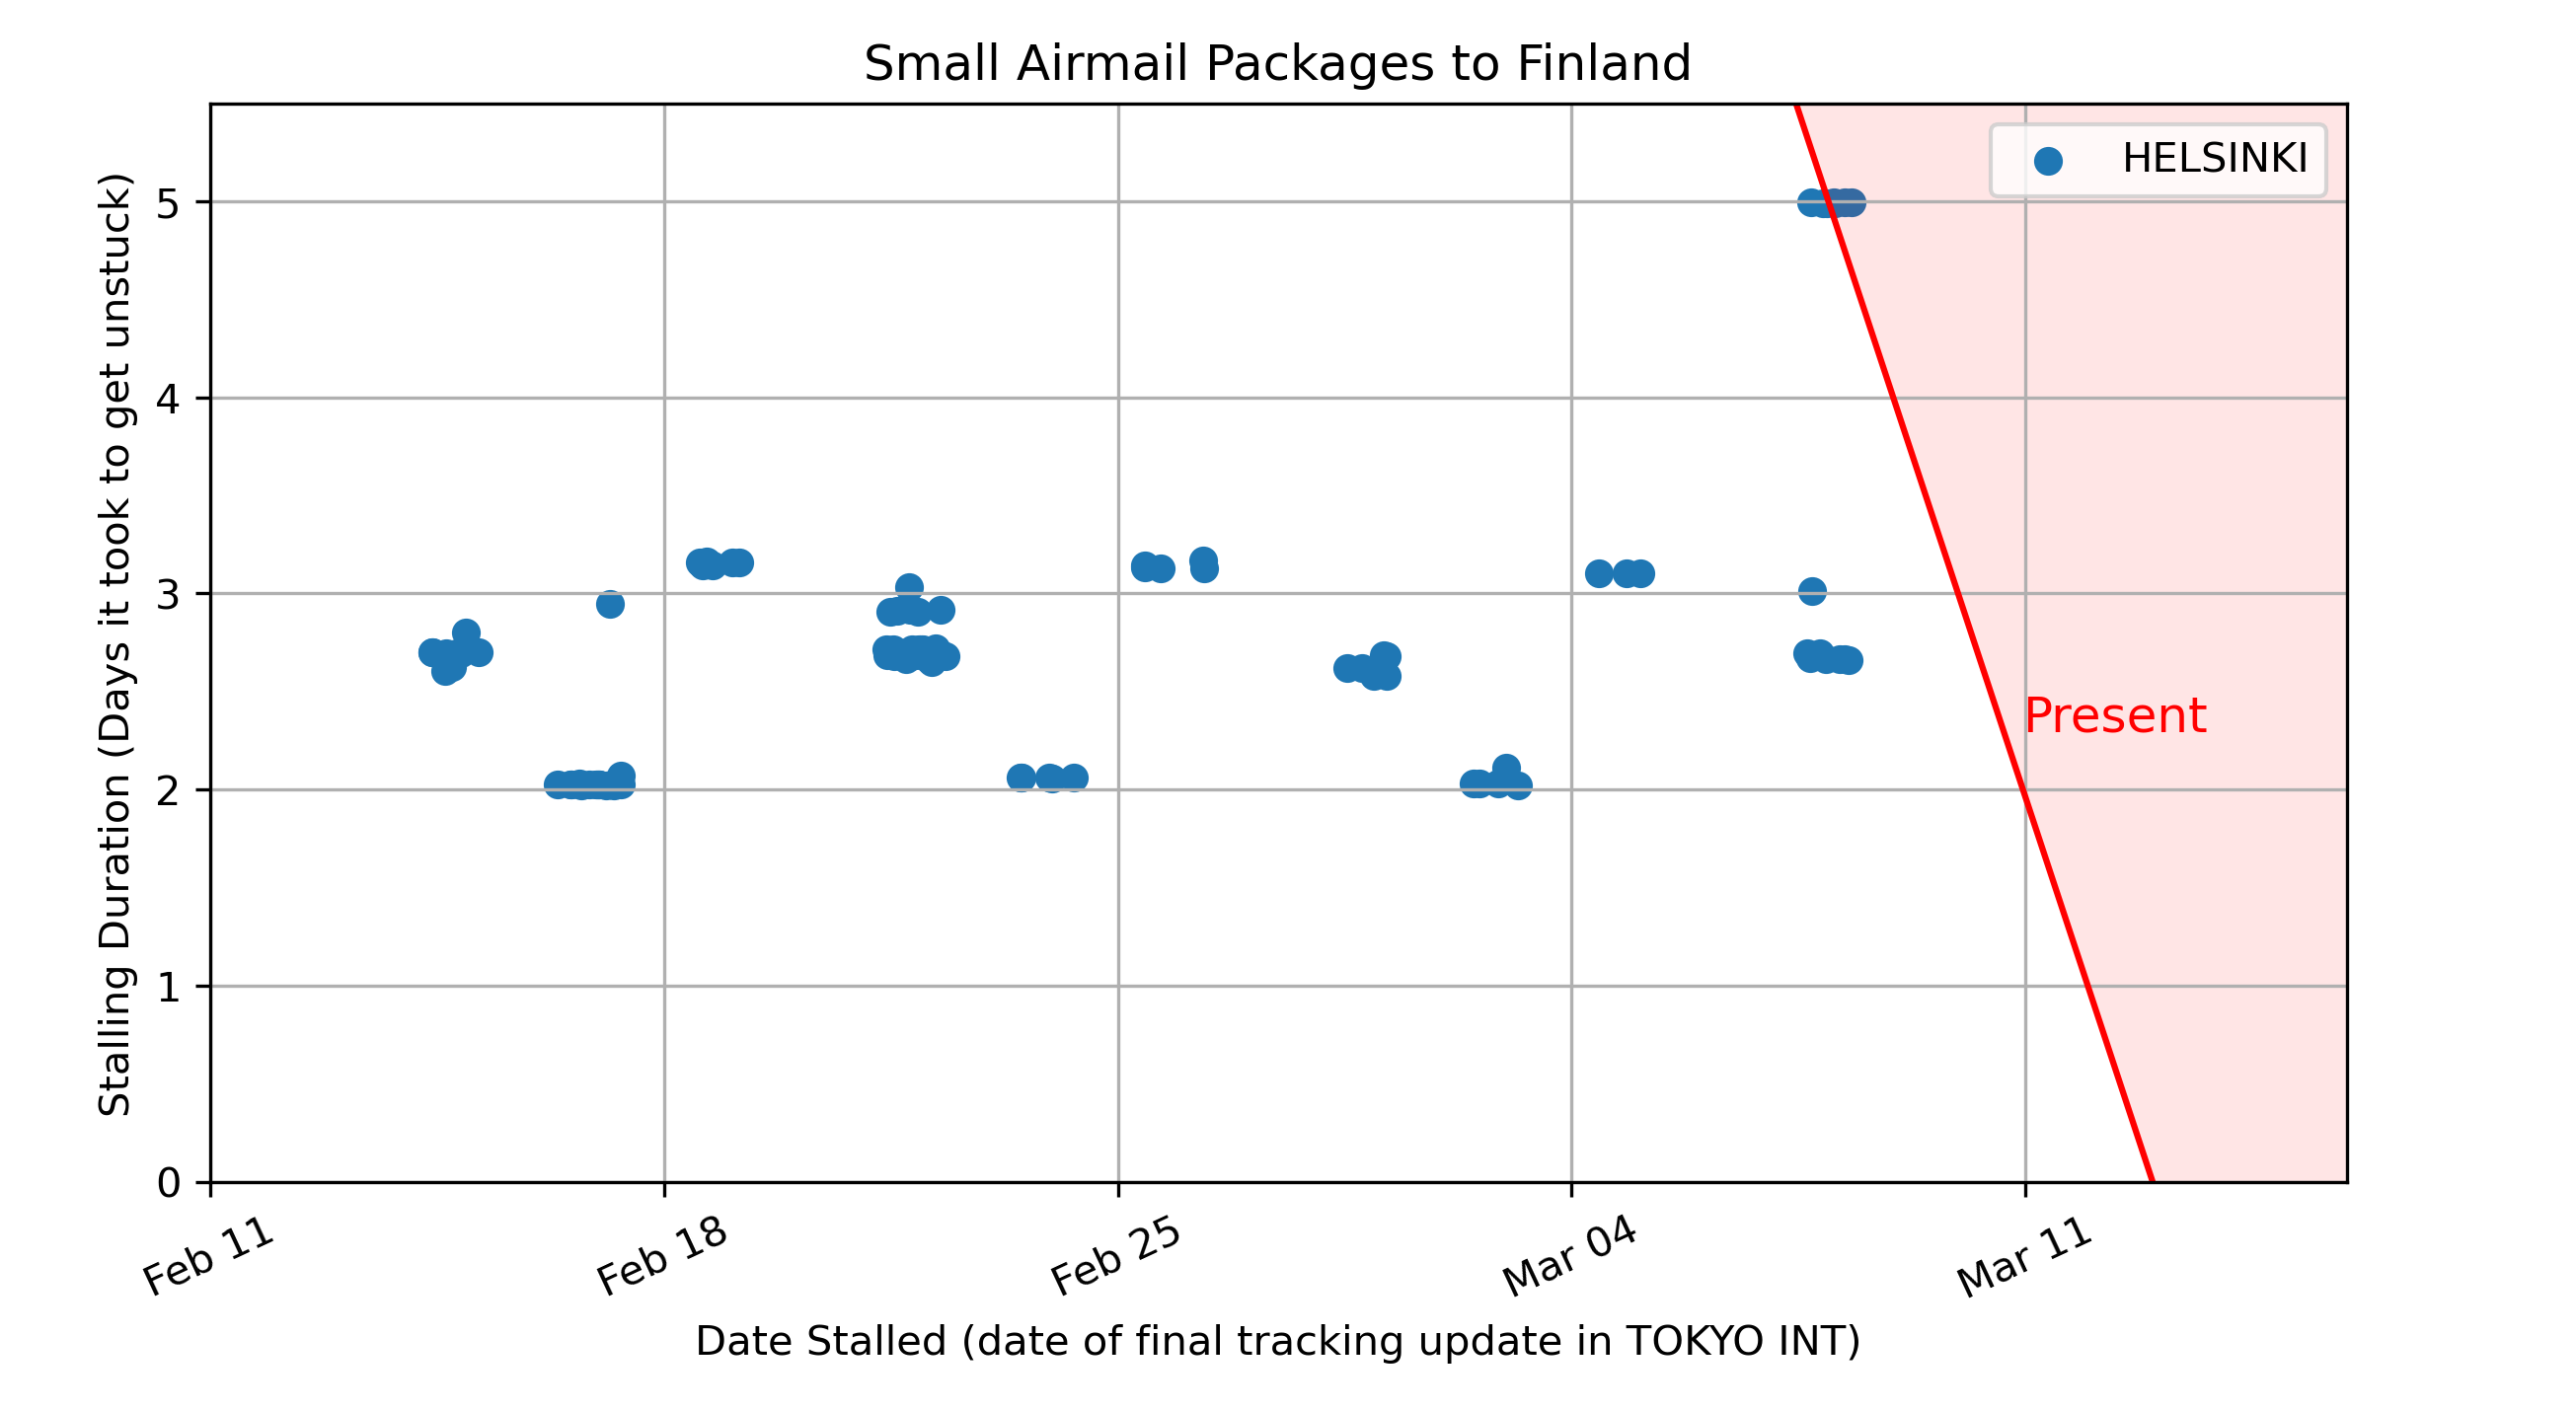 Small Airmail Packages to Finland
HELSINKI
Stalling Duration (Days it took to get unstuck)
5
4
3
2
1
0
Present
Feb 11
Feb 18
Feb 25
Mar 04
Mar 11
Date Stalled (date of final tracking update in TOKYO INT)